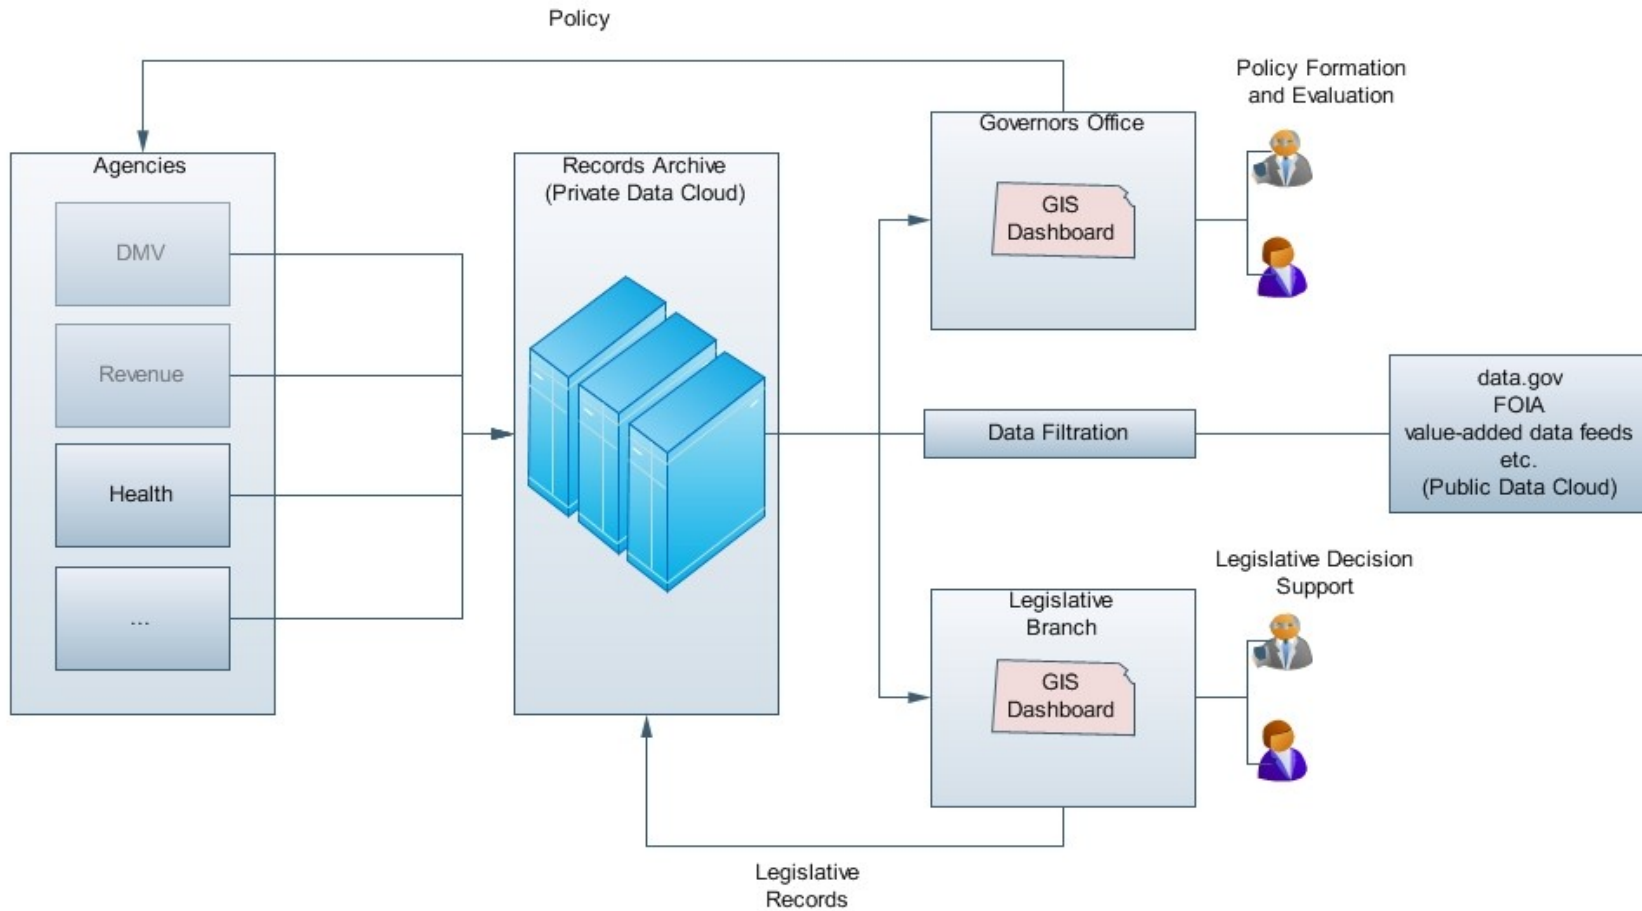 Policy
Policy Formation
and Evaluation
Governors Office
GIS
Dashboard
Agencies
DMV
Revenue
Health
...
Records Archive
(Private Data Cloud)
Data Filtration
data.gov
FOIA
value-added data feeds
etc.
(Public Data Cloud)
Legislative Decision
Support
Legislative
Branch
GIS
Dashboard
Legislative
Records